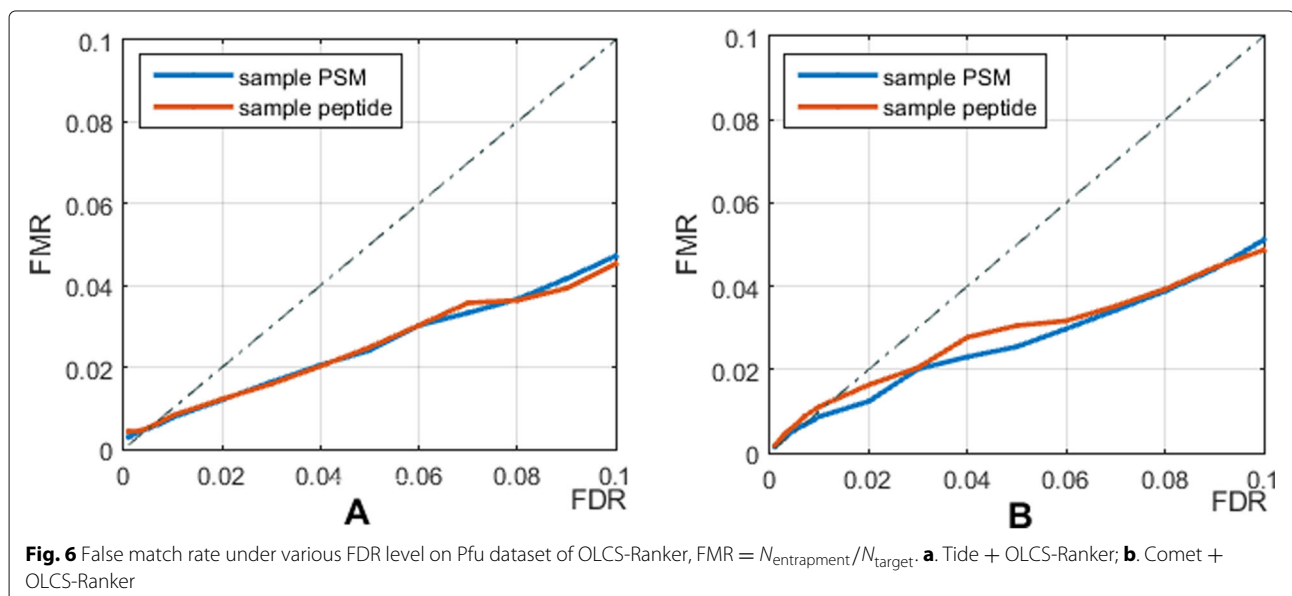 0.1
sample PSM
sample peptide
0.08
0.06
FMR
0.04
0.02
0
0 0.02 0.04 0.06 0.08 0.1
A FDR
0.1
sample PSM
sample peptide
0.08
0.06
FMR
0.04
0.02
0
0 0.02 0.04 0.06 0.08 0.1
B FDR
Fig. 6 False match rate under various FDR level on Pfu dataset of OLCS-Ranker, FMR = Nentrapment/Ntarget. a. Tide + OLCS-Ranker; b. Comet +
OLCS-Ranker